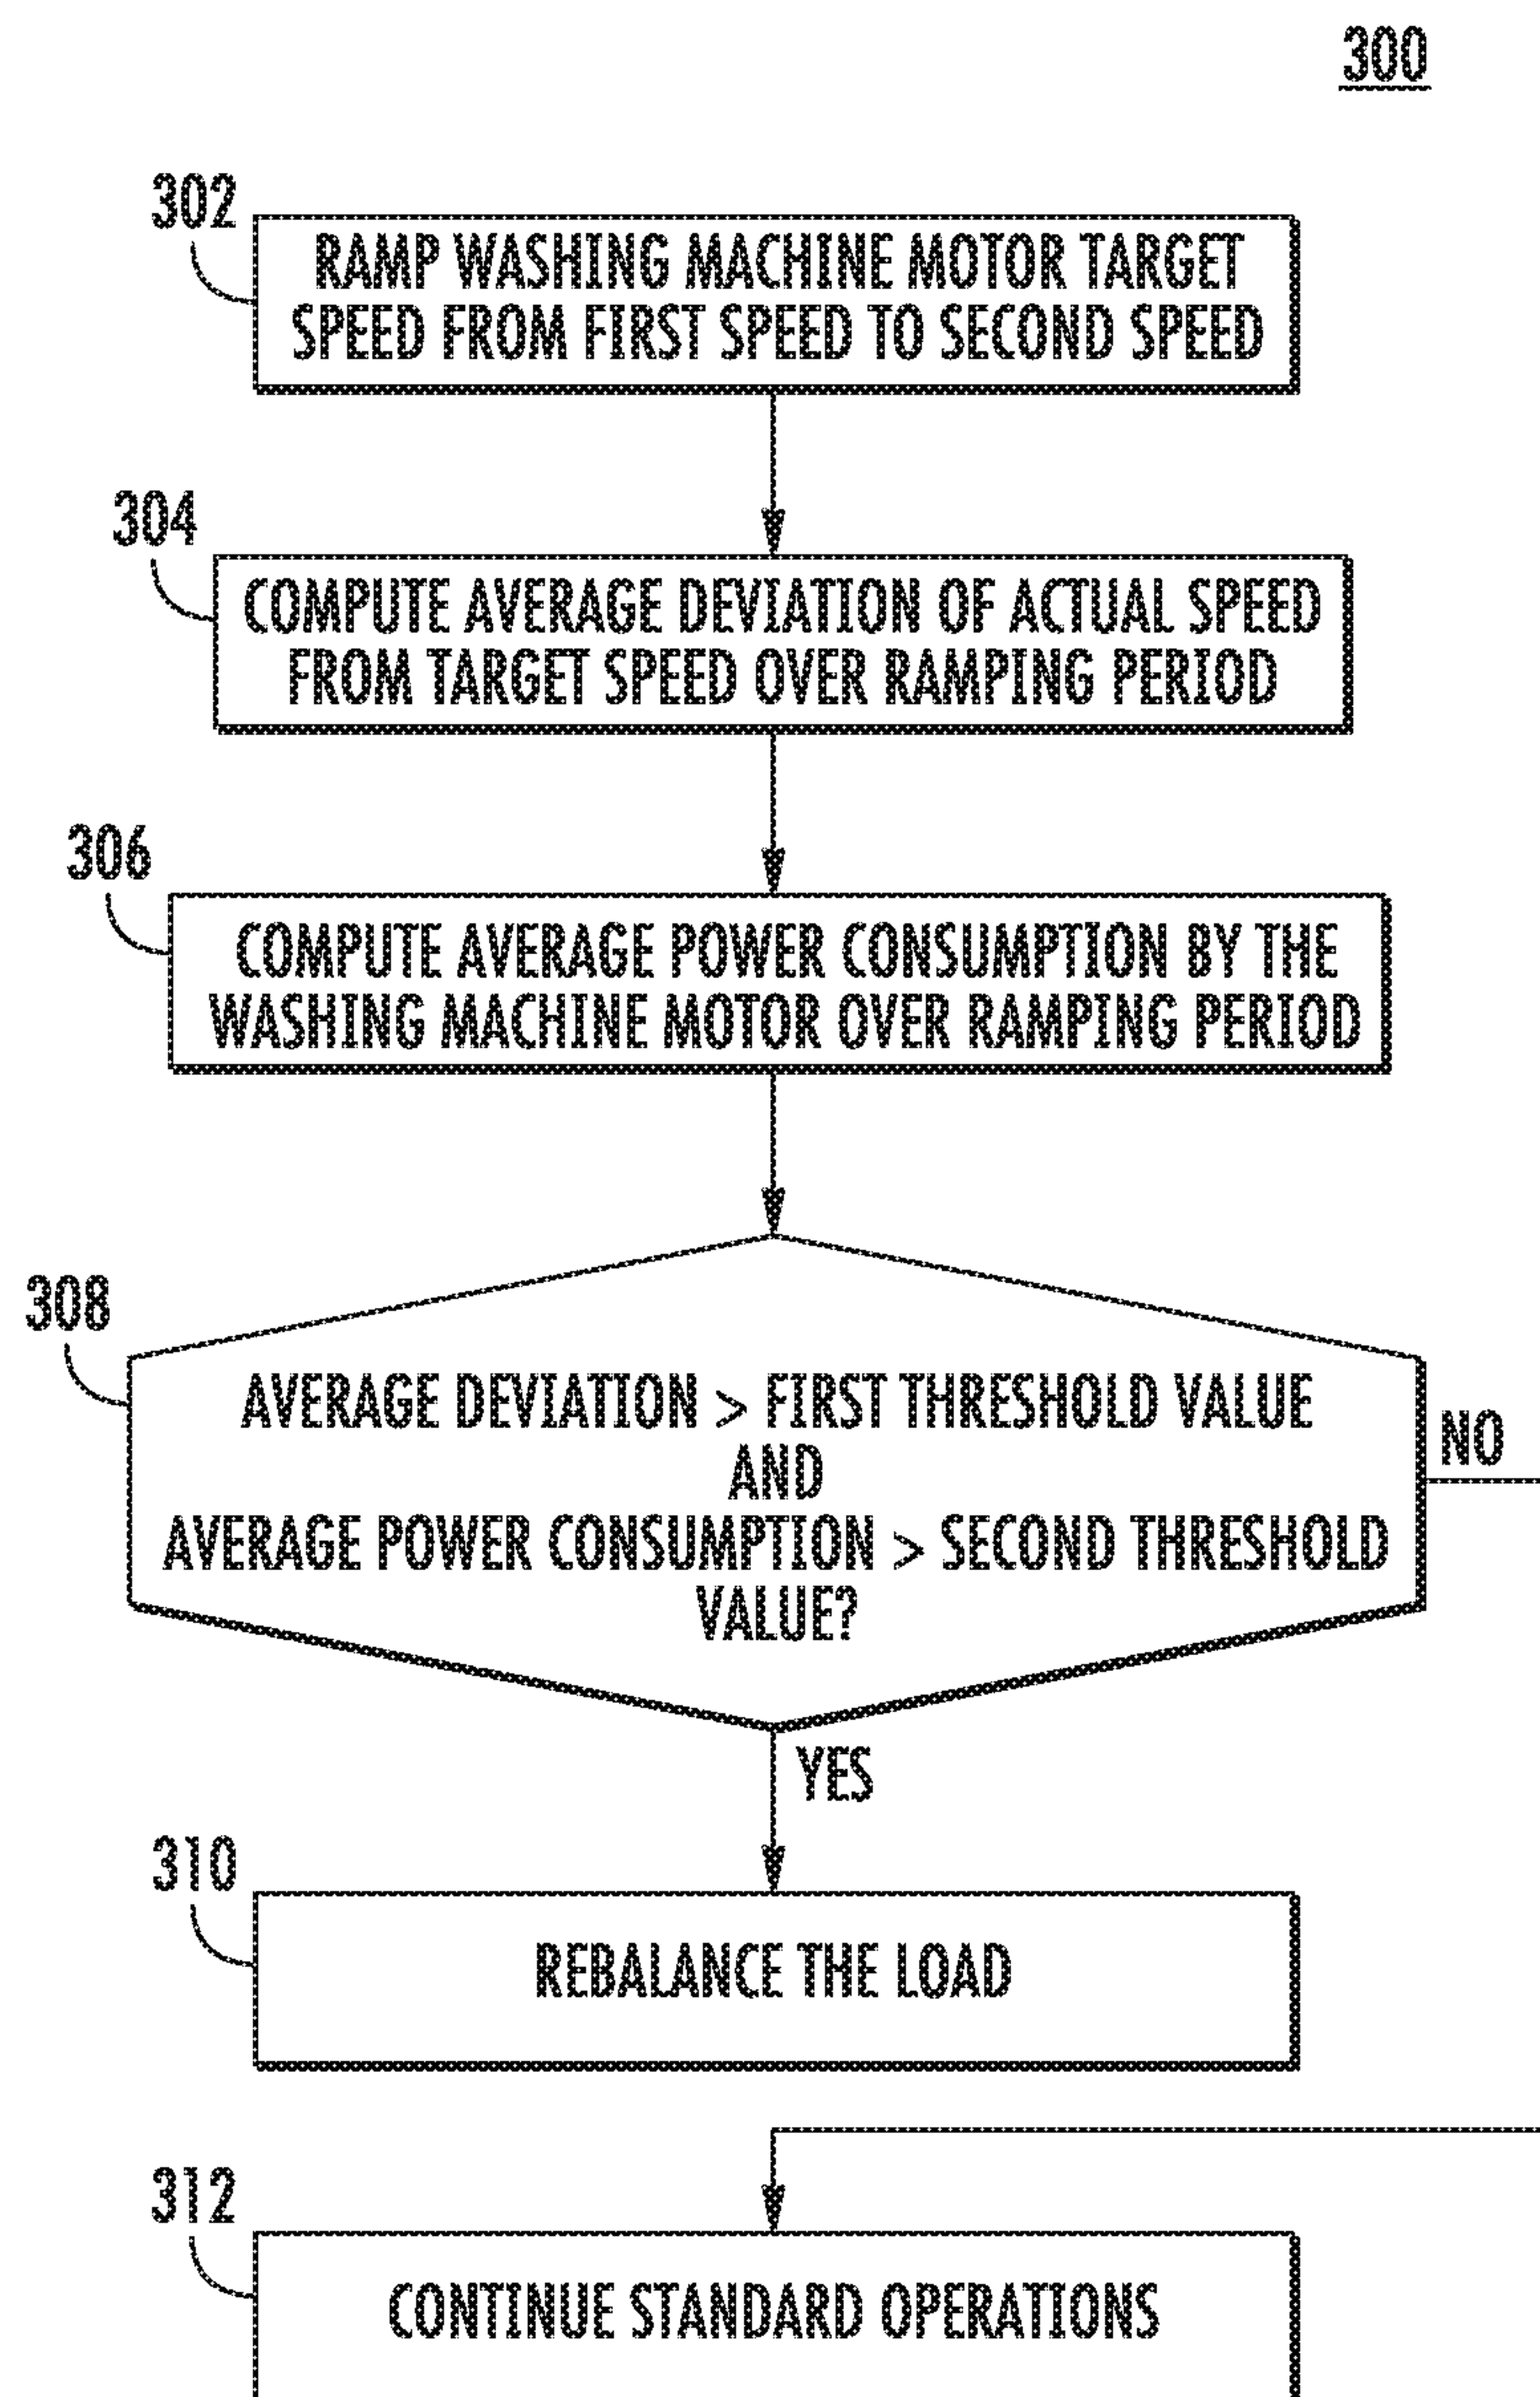 300
302
RAMP WASHING MACHINE MOTOR TARGET
SPEED FROM FIRST SPEED TO SECOND SPEED
304
COMPUTE AVERAGE DEVIATION OF ACTUAL SPEED
FROM TARGET SPEED OVER RAMPING PERIOD
306
COMPUTE AVERAGE POWER CONSUMPTION BY THE
WASHING MACHINE MOTOR OVER RAMPING PERIOD
308
AVERAGE DEVIATION > FIRST THRESHOLD VALUE
AND
AVERAGE POWER CONSUMPTION > SECOND THRESHOLD
VALUE?
NO
YES
310
REBALANCE THE LOAD
312
CONTINUE STANDARD OPERATIONS